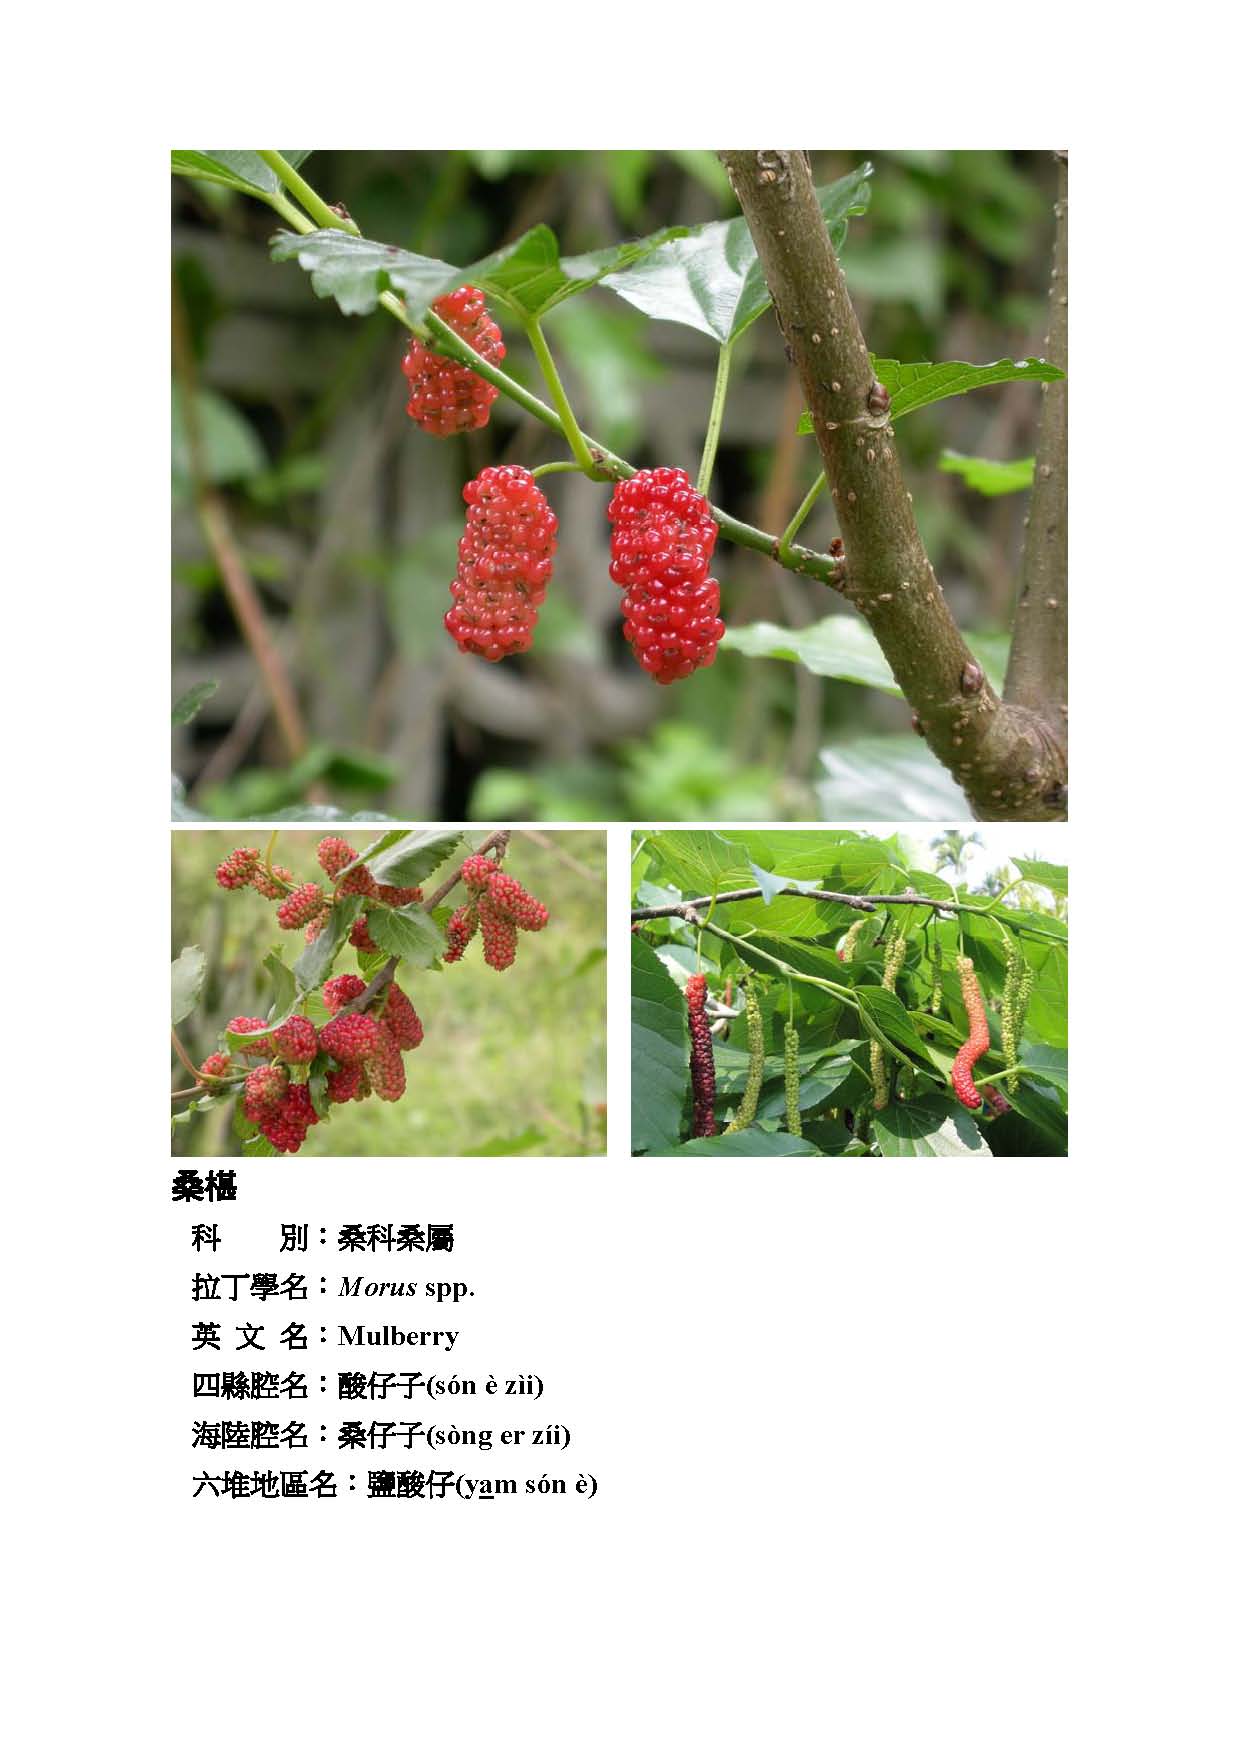 桑椹
科　　別：桑科桑屬
拉丁學名：Morus spp.
英 文 名：Mulberry
四縣腔名：酸仔子(són è zìi)
海陸腔名：桑仔子(sòng er zíi)
六堆地區名：鹽酸仔(yam són è)